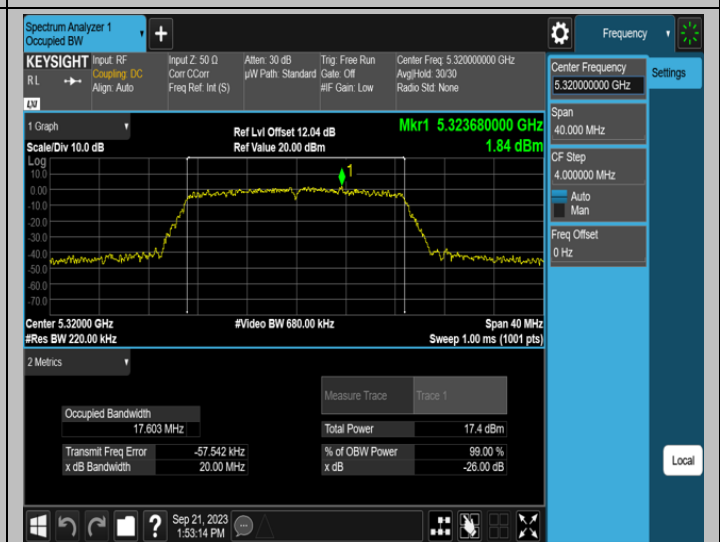 Spectrum Analyzer 1
Occupied BW
Frequency
KEYSIGHT
R L
LXI
Input: RF
Coupling: DC
Align: Auto
Input Z: 50 Ω
Corr CCorr
Freq Ref: Int (S)
Atten: 30 dB
µW Path: Standard
Trig: Free Run
Gate: Off
#IF Gain: Low
Center Freq: 5.320000000 GHz
Avg|Hold: 30/30
Radio Std: None
Center Frequency
5.320000000 GHz
Settings
Span
40.000 MHz
CF Step
4.000000 MHz
Auto
Man
Freq Offset
0 Hz
1 Graph
Scale/Div 10.0 dB
Ref Lvl Offset 12.04 dB
Ref Value 20.00 dBm
Mkr1 5.323680000 GHz
1.84 dBm
Log
10.0
0.00
-10.0
-20.0
-30.0
-40.0
-50.0
-60.0
-70.0
1
Center 5.32000 GHz
#Res BW 220.00 kHz
#Video BW 680.00 kHz
Span 40 MHz
Sweep 1.00 ms (1001 pts)
2 Metrics
Measure Trace Trace 1
Occupied Bandwidth
17.603 MHz
Total Power 17.4 dBm
Transmit Freq Error -57.542 kHz
% of OBW Power 99.00 %
x dB Bandwidth 20.00 MHz
x dB -26.00 dB
Local
?
Sep 21, 2023
1:53:14 PM